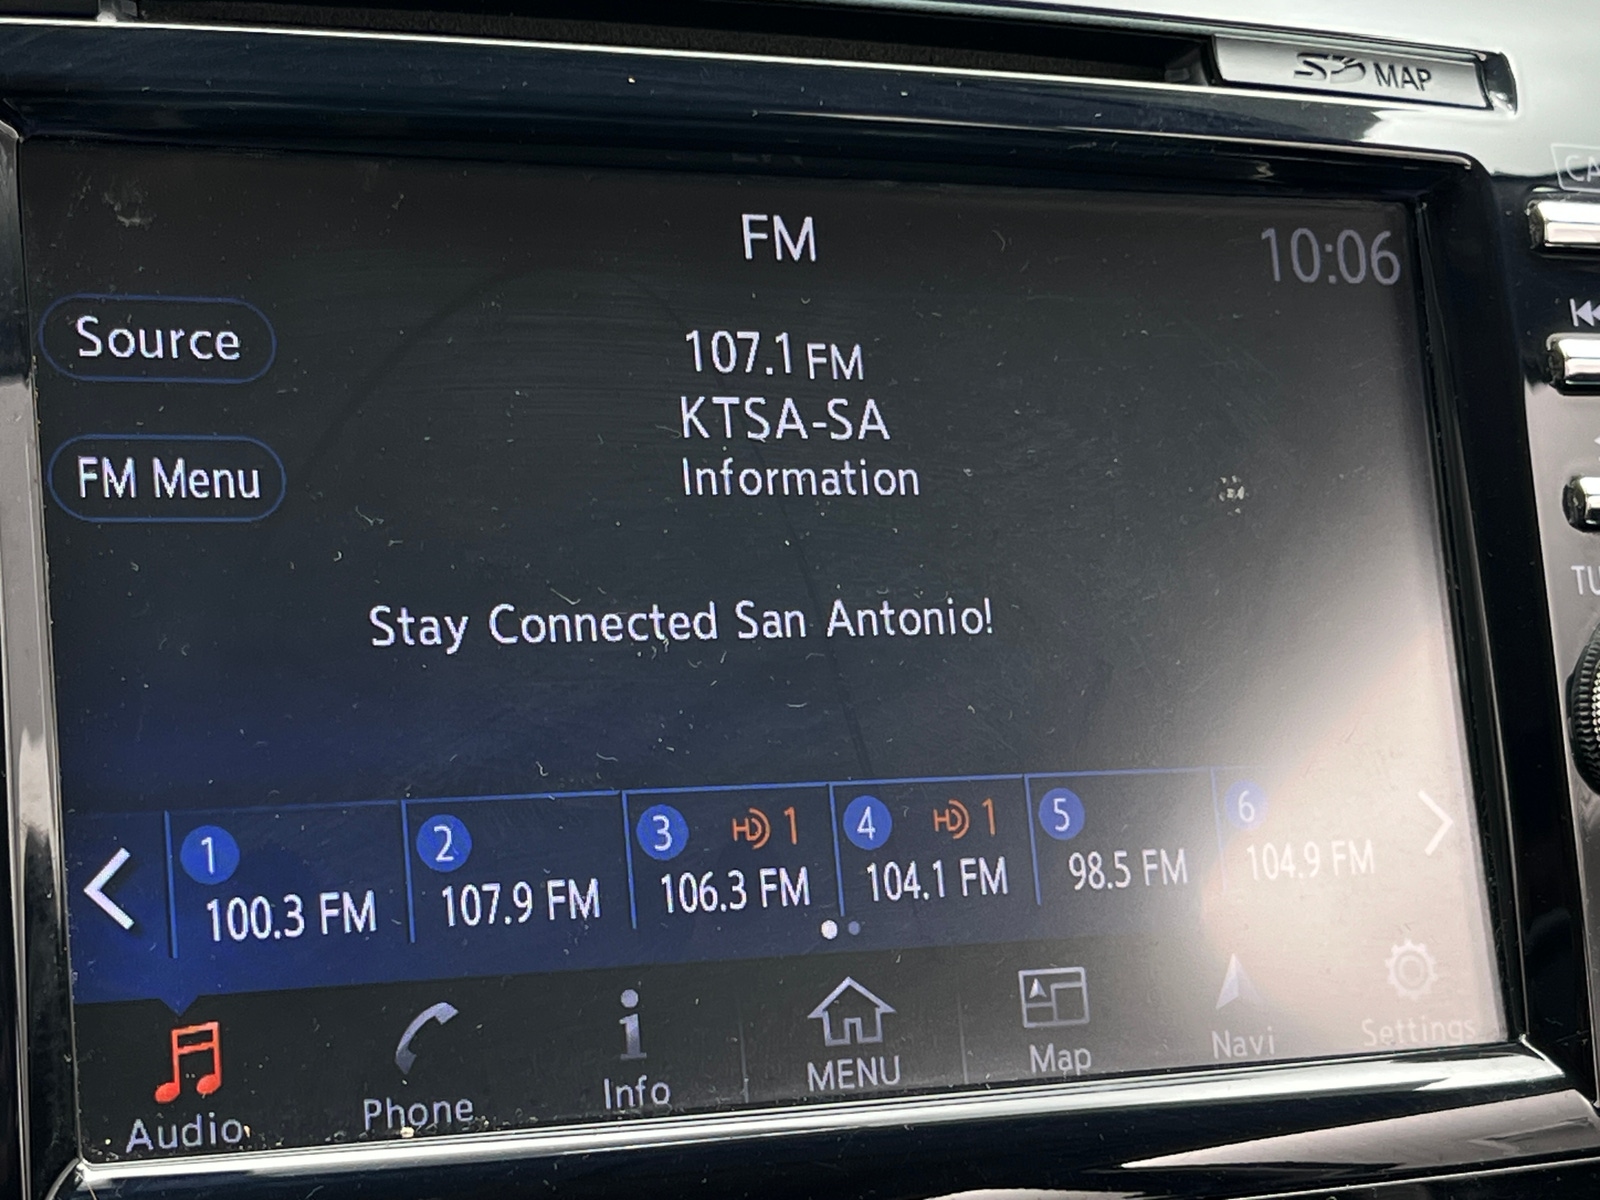 SD MAP
FM
10:06
Source
107.1 FM
KTSA-SA
FM Menu
Information
Stay Connected San Antonio!
1 2 3 HD 1 4 HD 1 5 6
100.3 FM 107.9 FM 106.3 FM 104.1 FM 98.5 FM 104.9 FM
Audio Phone Info MENU Map Navi Settings